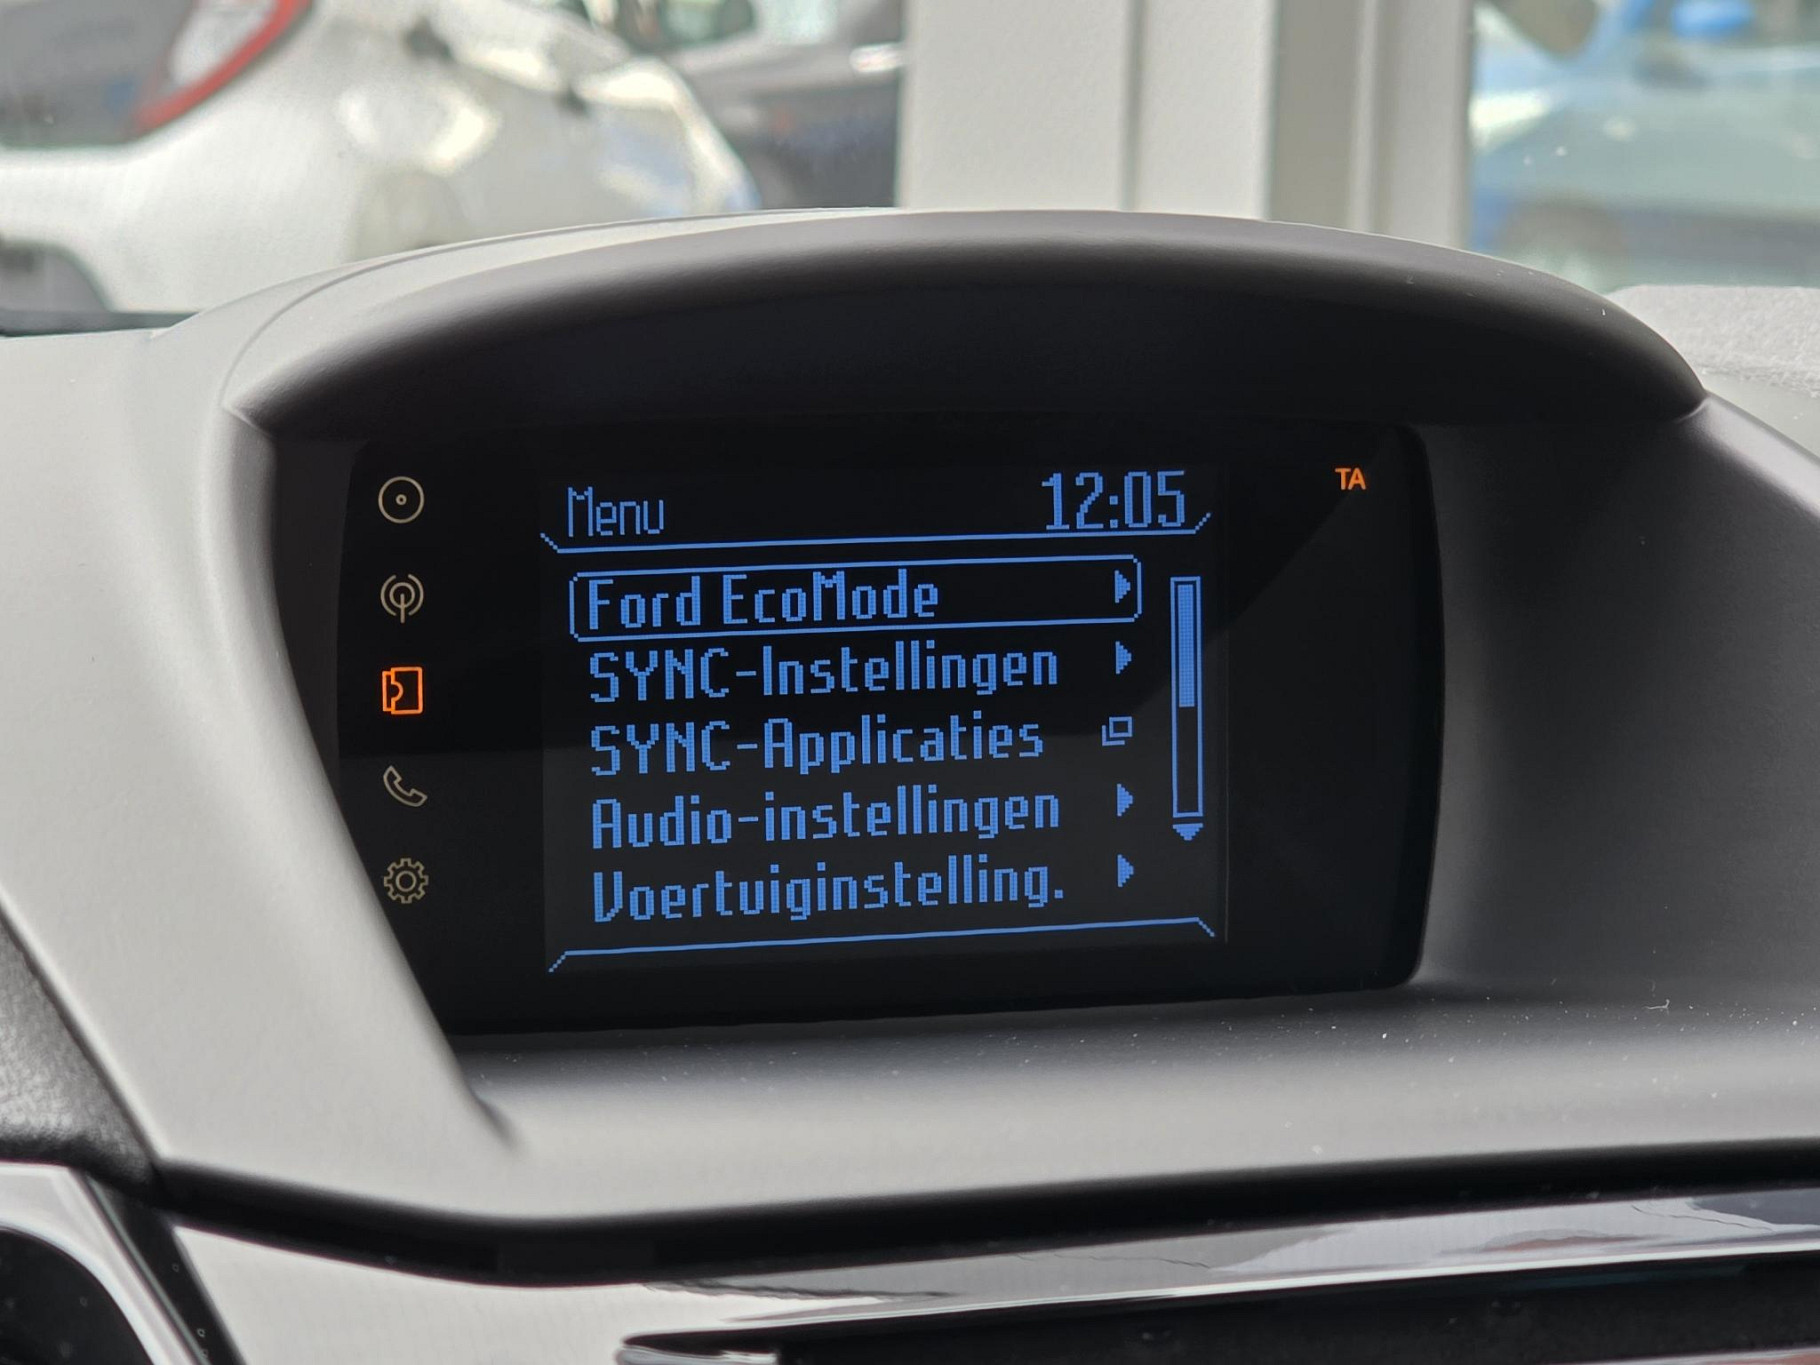 Menu 12:05 TA
Ford EcoMode
SYNC-Instellingen
SYNC-Applicaties
Audio-instellingen
Voertuiginstelling.